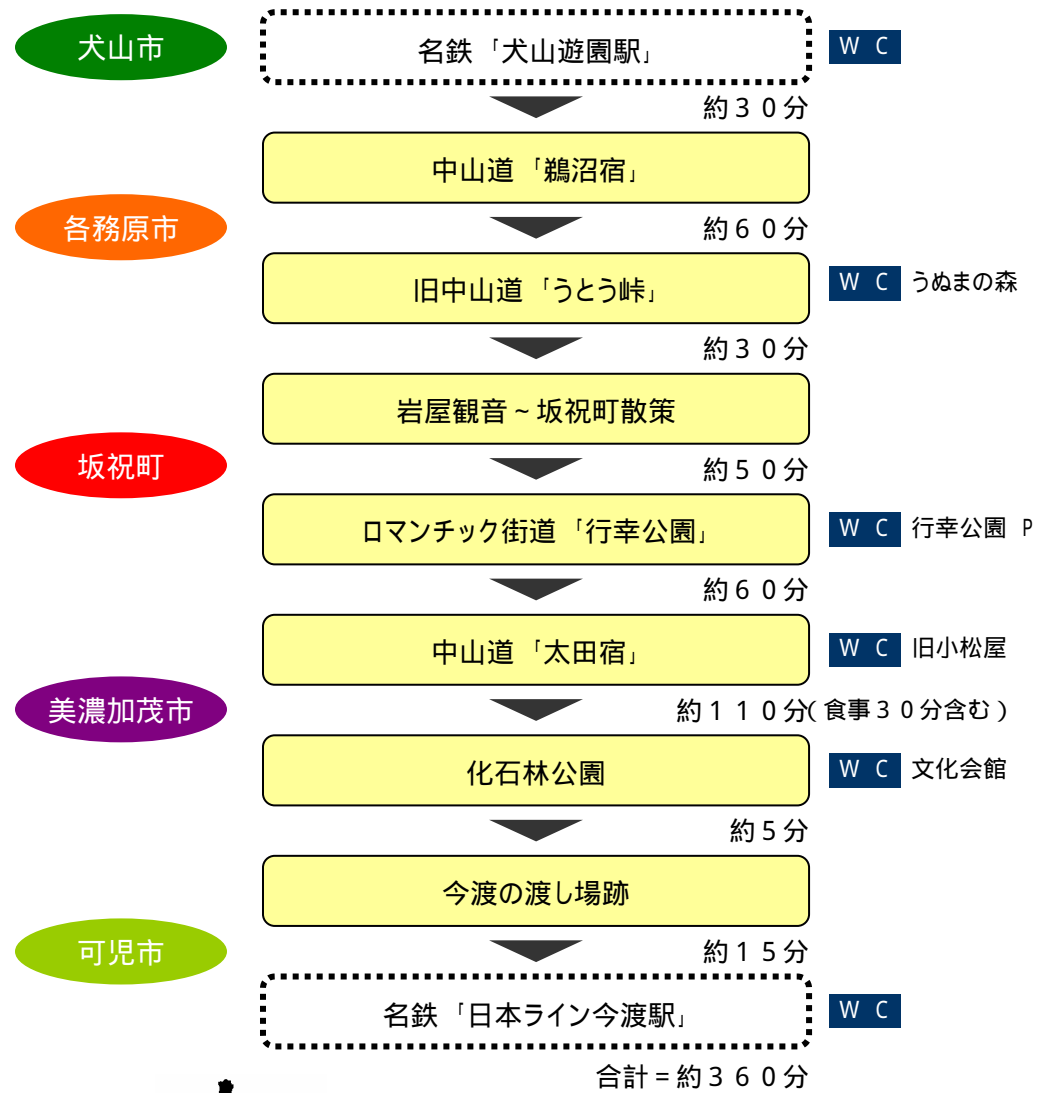 犬山市
名鉄「犬山遊園駅」
ＷＣ
約３０分
中山道「鵜沼宿」
各務原市
約６０分
旧中山道「うとう峠」
ＷＣ うぬまの森
約３０分
岩屋観音～坂祝町散策
坂祝町
約５０分
ロマンチック街道「行幸公園」
ＷＣ 行幸公園 P
約６０分
中山道「太田宿」
ＷＣ 旧小松屋
美濃加茂市
約１１０分(食事３０分含む)
化石林公園
ＷＣ 文化会館
約５分
今渡の渡し場跡
可児市
約１５分
名鉄「日本ライン今渡駅」
ＷＣ
合計=約３６０分